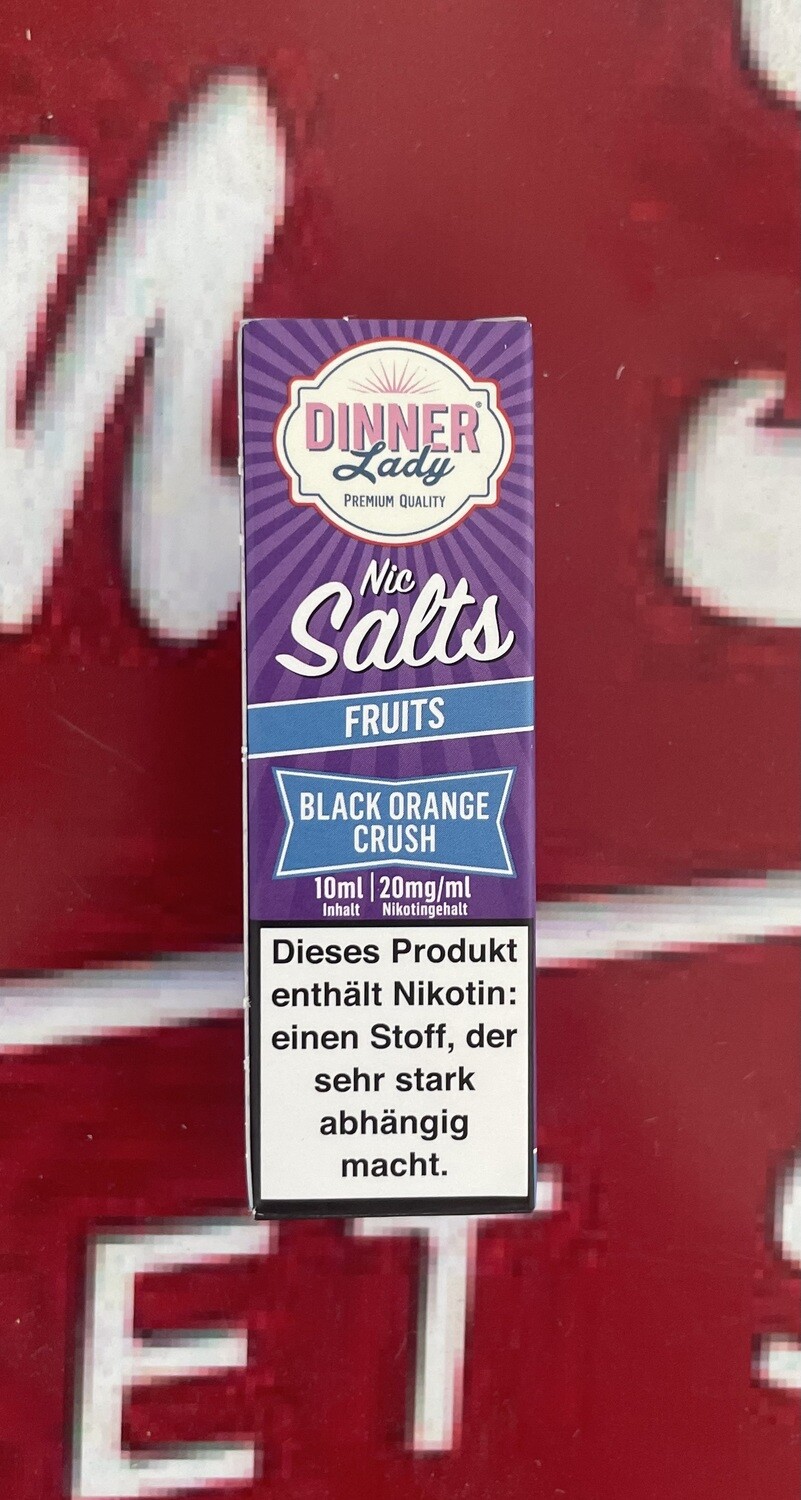 DINNER®
Lady
PREMIUM QUALITY
Nic
Salts
FRUITS
BLACK ORANGE
CRUSH
10ml | 20mg/ml
Inhalt Nikotingehalt
Dieses Produkt
enthält Nikotin:
einen Stoff, der
sehr stark
abhängig
macht.
ET